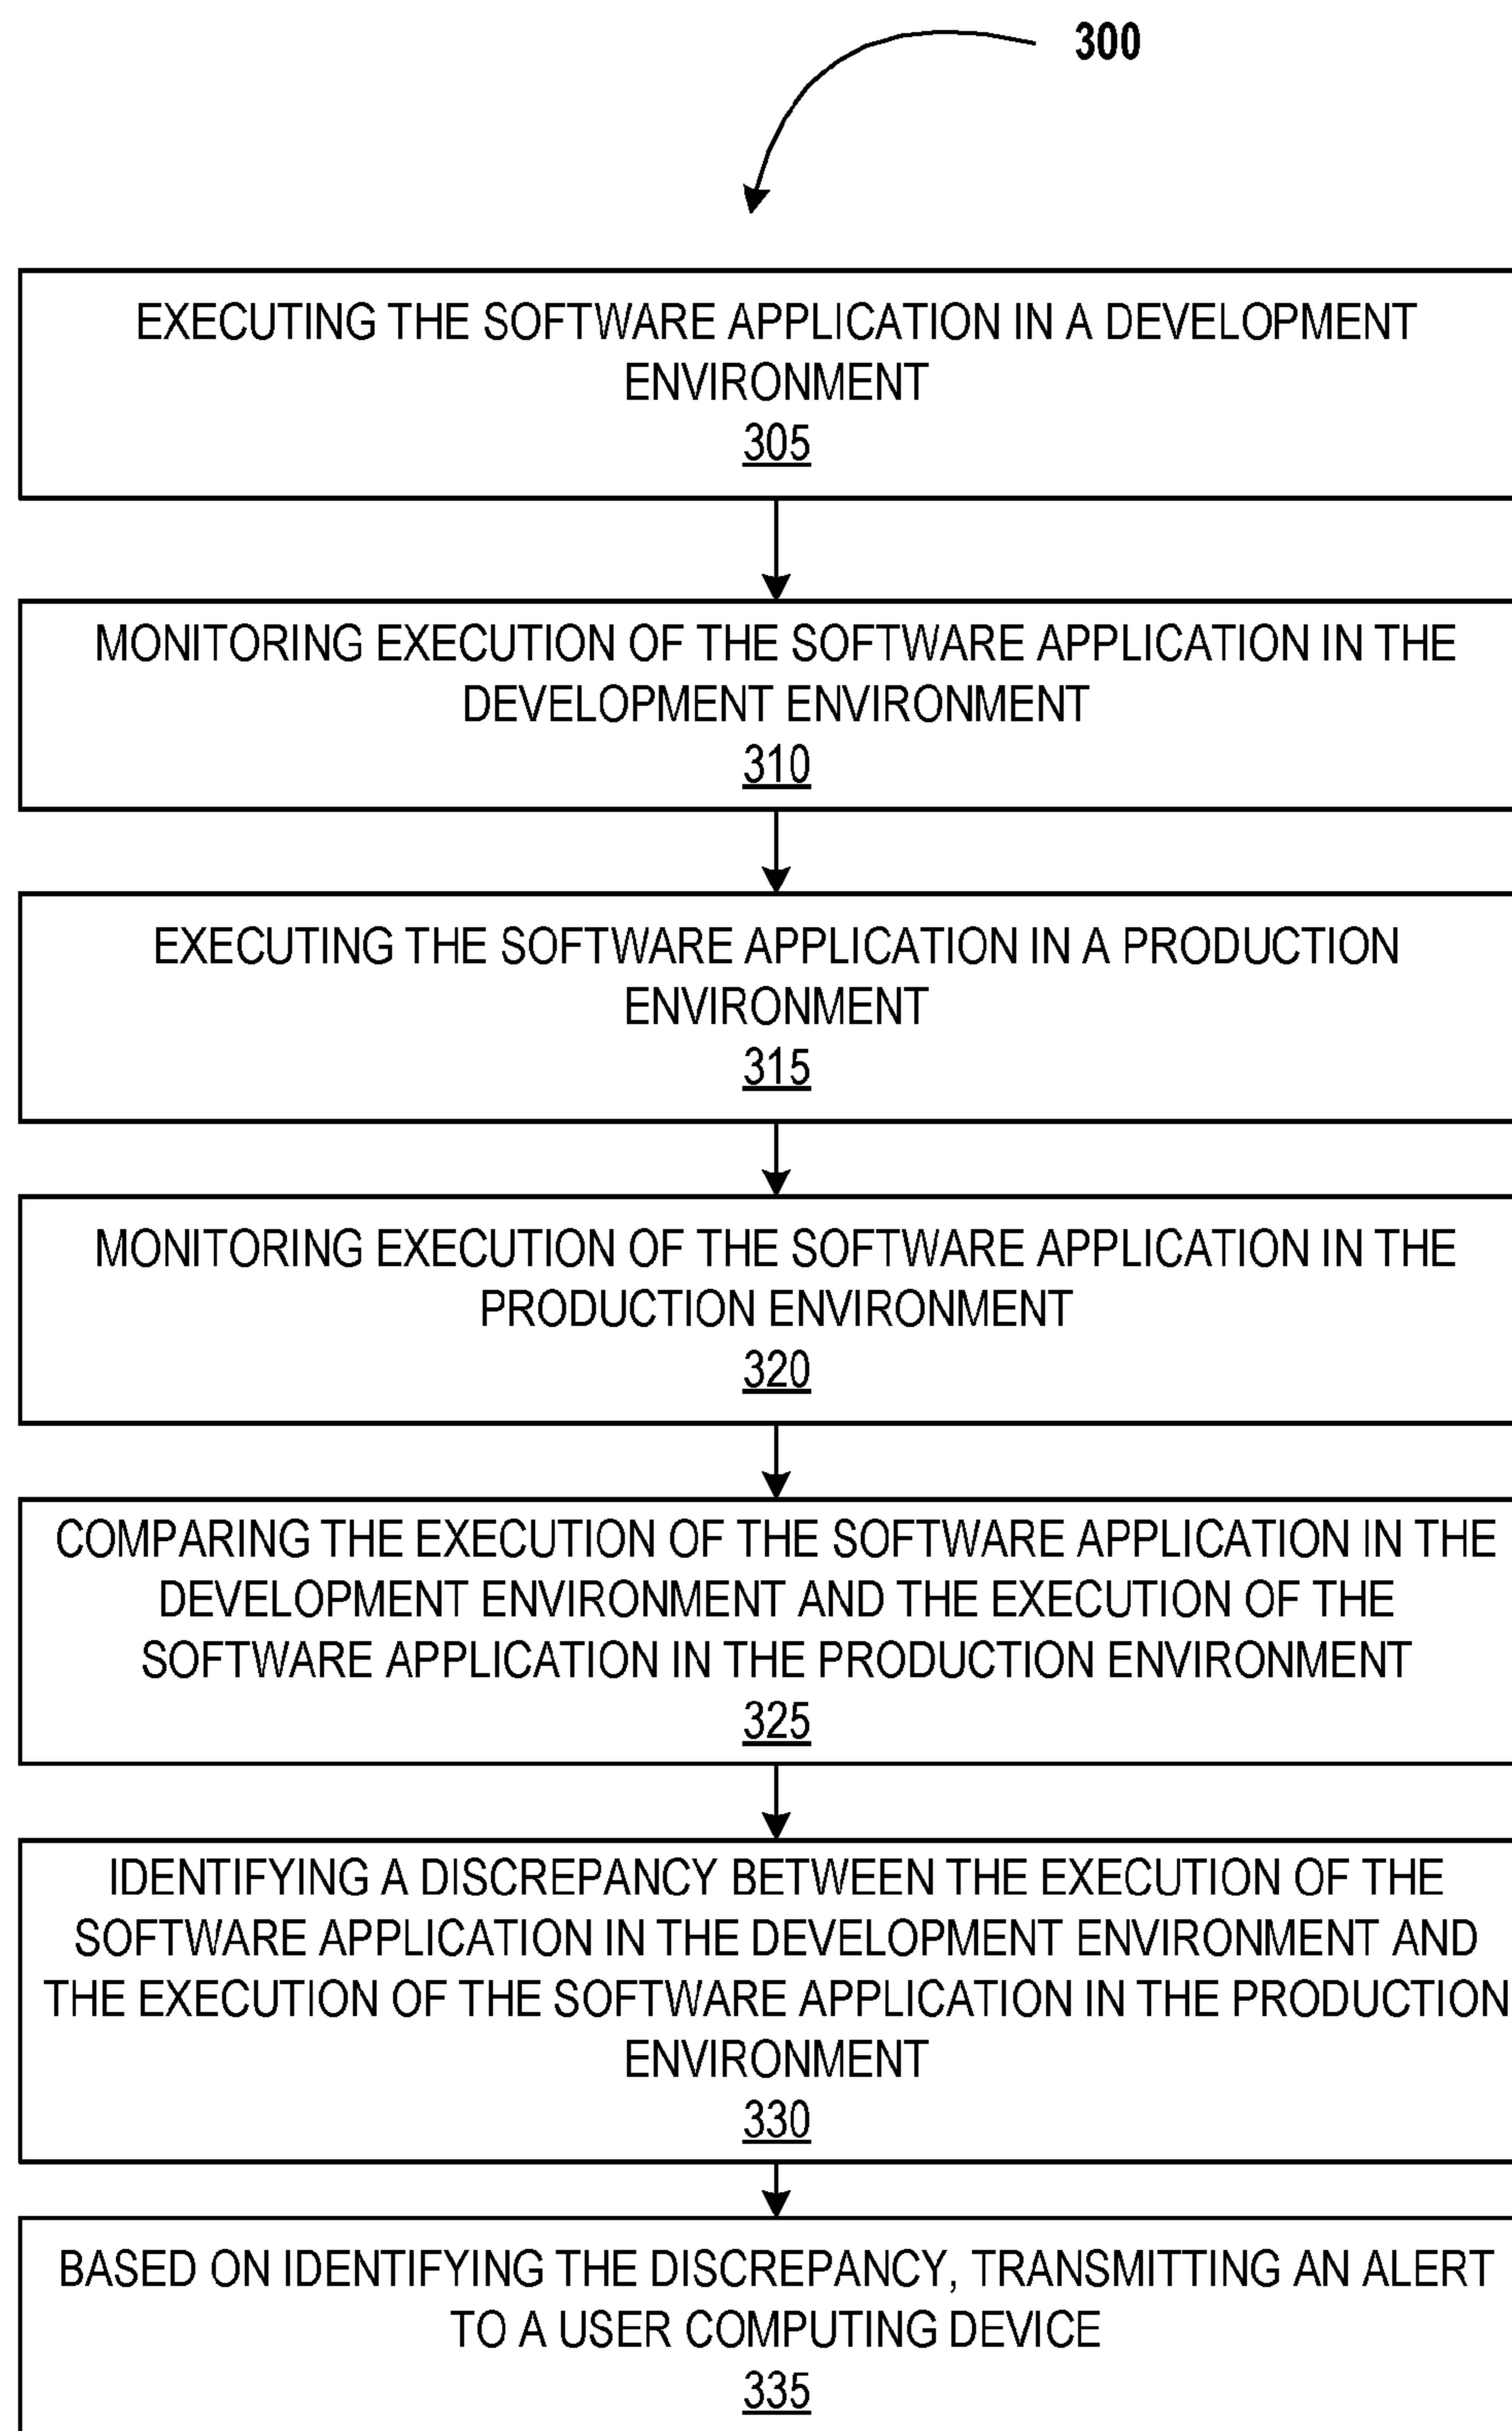 300
EXECUTING THE SOFTWARE APPLICATION IN A DEVELOPMENT
ENVIRONMENT
305
MONITORING EXECUTION OF THE SOFTWARE APPLICATION IN THE
DEVELOPMENT ENVIRONMENT
310
EXECUTING THE SOFTWARE APPLICATION IN A PRODUCTION
ENVIRONMENT
315
MONITORING EXECUTION OF THE SOFTWARE APPLICATION IN THE
PRODUCTION ENVIRONMENT
320
COMPARING THE EXECUTION OF THE SOFTWARE APPLICATION IN THE
DEVELOPMENT ENVIRONMENT AND THE EXECUTION OF THE
SOFTWARE APPLICATION IN THE PRODUCTION ENVIRONMENT
325
IDENTIFYING A DISCREPANCY BETWEEN THE EXECUTION OF THE
SOFTWARE APPLICATION IN THE DEVELOPMENT ENVIRONMENT AND
THE EXECUTION OF THE SOFTWARE APPLICATION IN THE PRODUCTION
ENVIRONMENT
330
BASED ON IDENTIFYING THE DISCREPANCY, TRANSMITTING AN ALERT
TO A USER COMPUTING DEVICE
335